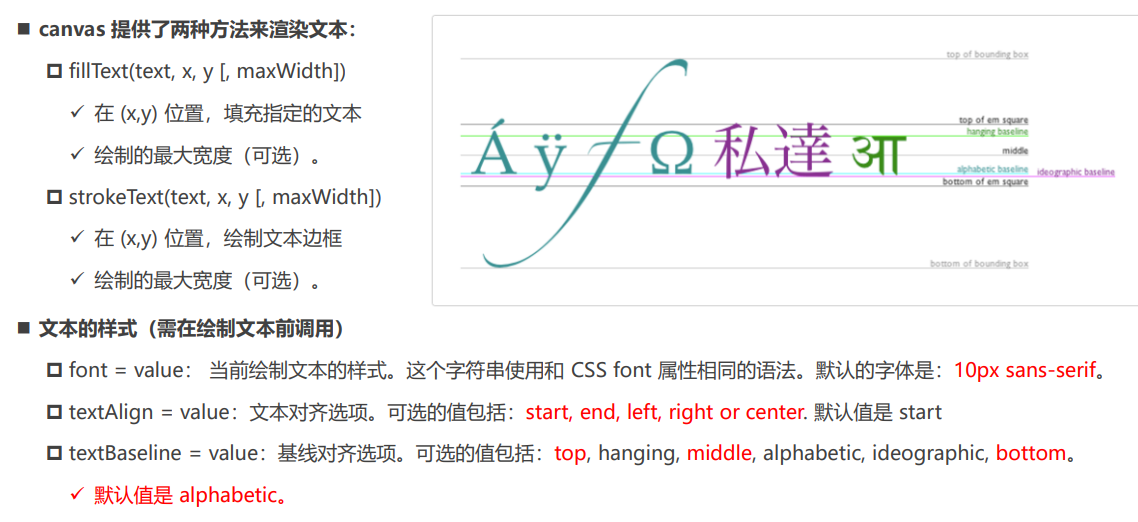 ■ canvas 提供了两种方法来渲染文本：
fillText(text, x, y [, maxWidth])
✓ 在 (x,y) 位置，填充指定的文本
✓ 绘制的最大宽度（可选）。
strokeText(text, x, y [, maxWidth])
✓ 在 (x,y) 位置，绘制文本边框
✓ 绘制的最大宽度（可选）。
top of bounding box
top of em square
hanging baseline
Á ÿ f Ω 私達 आ
middle
alphabetic baseline
ideographic baseline
bottom of em square
bottom of bounding box
■ 文本的样式（需在绘制文本前调用）
font = value： 当前绘制文本的样式。这个字符串使用和 CSS font 属性相同的语法。默认的字体是：10px sans-serif。
textAlign = value：文本对齐选项。可选的值包括：start, end, left, right or center. 默认值是 start
textBaseline = value：基线对齐选项。可选的值包括：top, hanging, middle, alphabetic, ideographic, bottom。
✓ 默认值是 alphabetic。